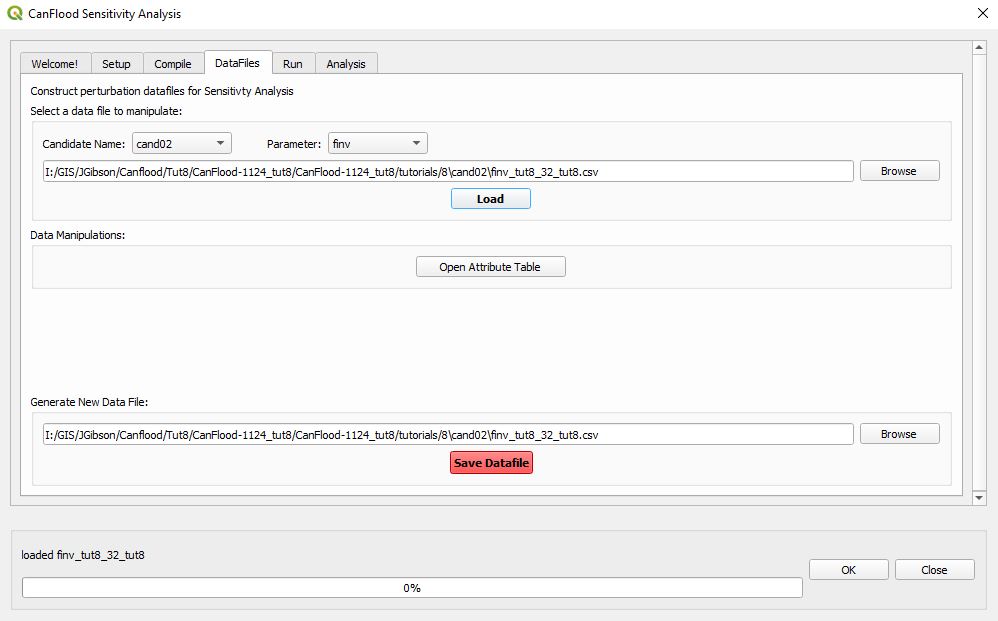 CanFlood Sensitivity Analysis
Welcome! Setup Compile DataFiles Run Analysis
Construct perturbation datafiles for Sensitivty Analysis
Select a data file to manipulate:
Candidate Name: cand02 Parameter: finv
I:/GIS/JGibson/Canflood/Tut8/CanFlood-1124_tut8/CanFlood-1124_tut8/tutorials/8\cand02\finv_tut8_32_tut8.csv Browse
Load
Data Manipulations:
Open Attribute Table
Generate New Data File:
I:/GIS/JGibson/Canflood/Tut8/CanFlood-1124_tut8/CanFlood-1124_tut8/tutorials/8\cand02\finv_tut8_32_tut8.csv Browse
Save Datafile
loaded finv_tut8_32_tut8
OK Close
0%